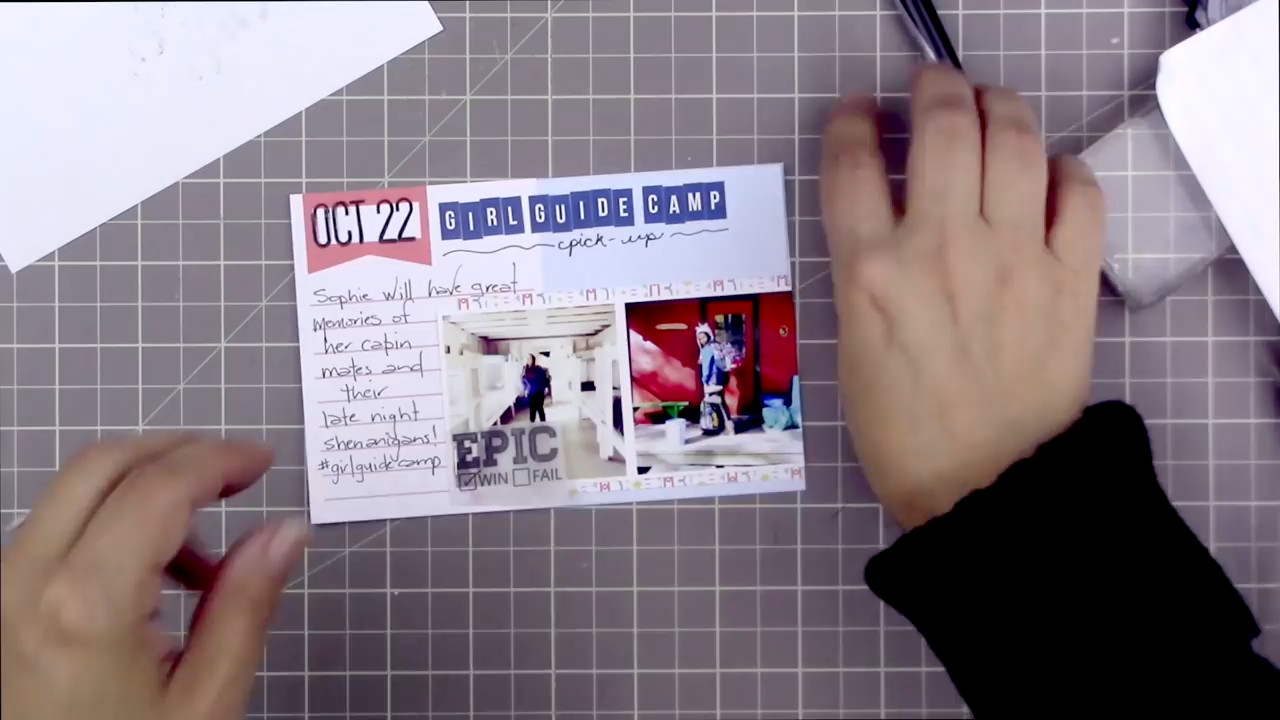 OCT 22
GIRL GUIDE CAMP
pick-up
Sophie will have great
memories of
her capin
mates and
their
late night
shenanigans!
#girlguidecamp
EPIC
WIN FAIL